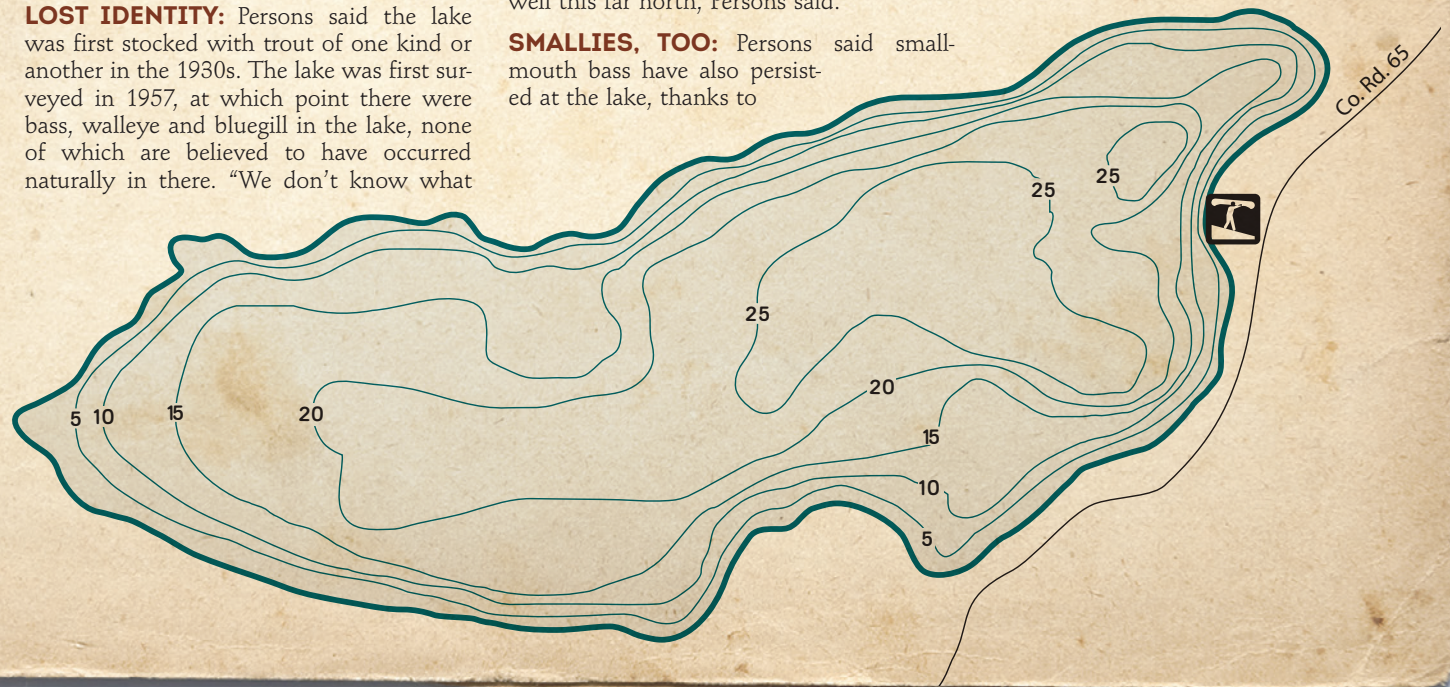 LOST IDENTITY: Persons said the lake
was first stocked with trout of one kind or
another in the 1930s. The lake was first sur-
veyed in 1957, at which point there were
bass, walleye and bluegill in the lake, none
of which are believed to have occurred
naturally in there. “We don’t know what
well this far north, Persons said.
SMALLIES, TOO: Persons said small-
mouth bass have also persist-
ed at the lake, thanks to
Co. Rd. 65
25
25
25
20
5
10
15
20
15
10
5